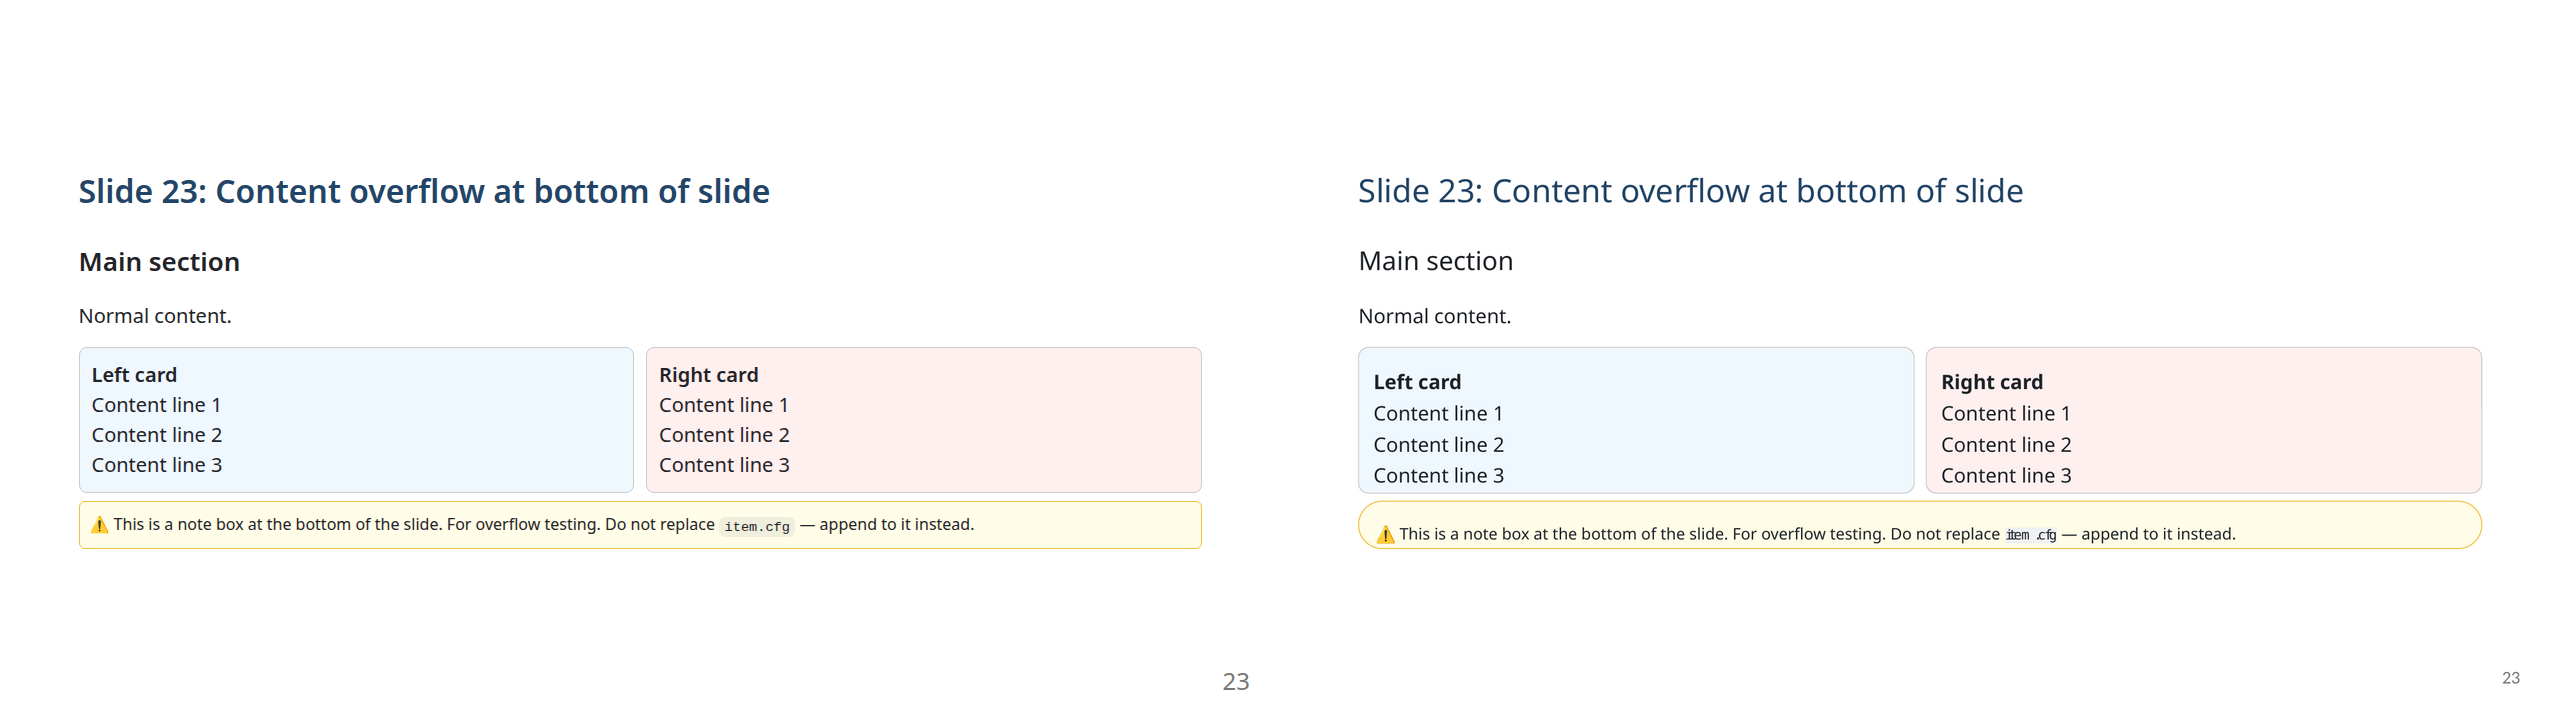 Slide 23: Content overflow at bottom of slide
Main section
Normal content.
Left card
Content line 1
Content line 2
Content line 3
Right card
Content line 1
Content line 2
Content line 3
⚠️ This is a note box at the bottom of the slide. For overflow testing. Do not replace item.cfg — append to it instead.
23
Slide 23: Content overflow at bottom of slide
Main section
Normal content.
Left card
Content line 1
Content line 2
Content line 3
Right card
Content line 1
Content line 2
Content line 3
⚠️ This is a note box at the bottom of the slide. For overflow testing. Do not replace item.cfg — append to it instead.
23